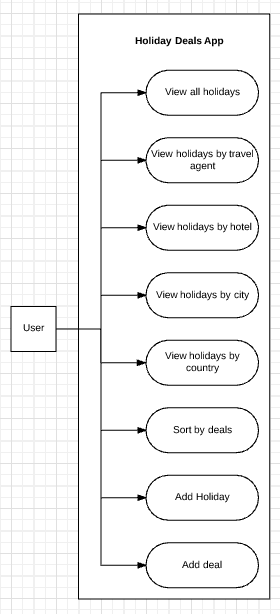 Holiday Deals App
View all holidays
View holidays by travel
agent
View holidays by hotel
View holidays by city
User
View holidays by
country
Sort by deals
Add Holiday
Add deal